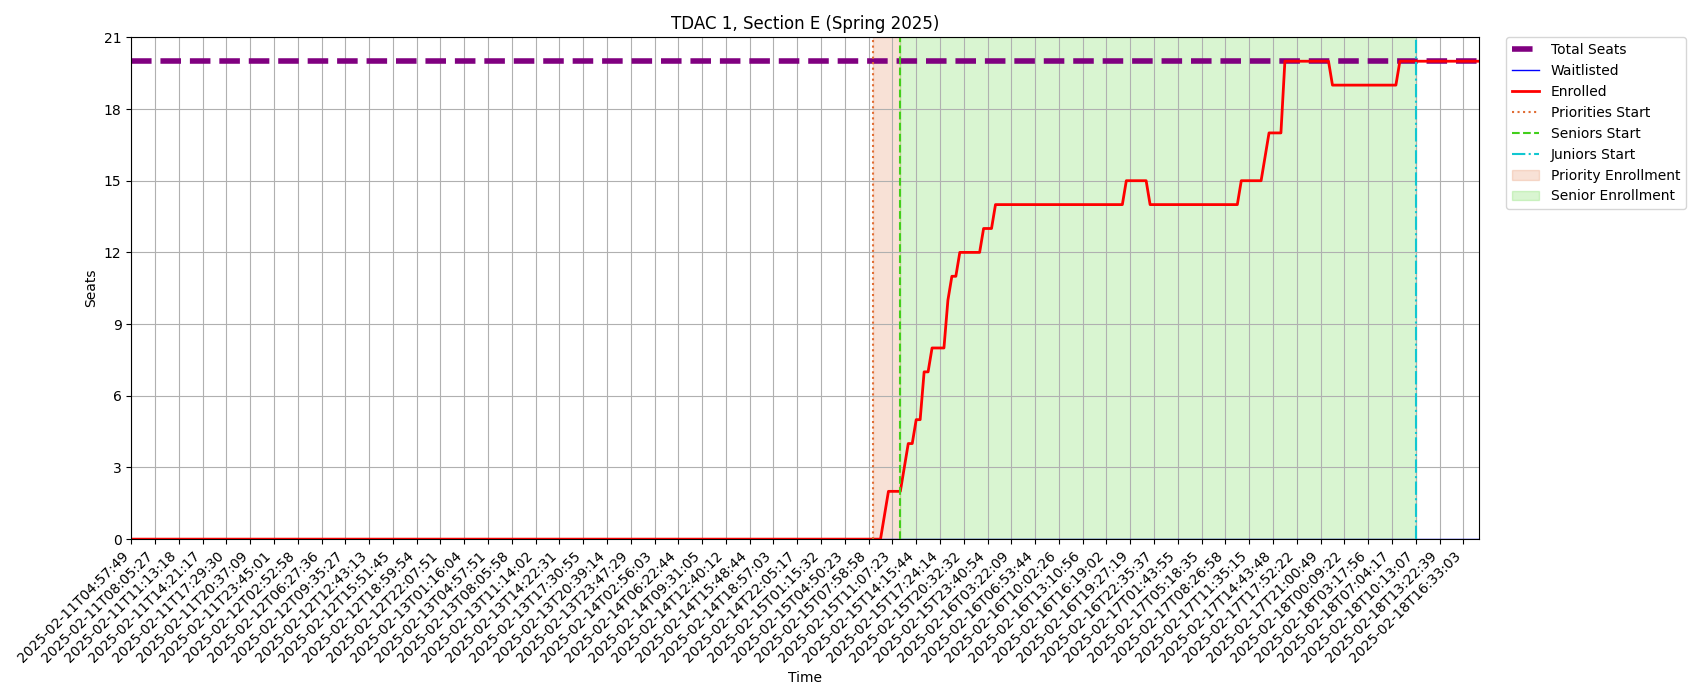 TDAC 1, Section E (Spring 2025)
Total Seats
Waitlisted
Enrolled
Priorities Start
Seniors Start
Juniors Start
Priority Enrollment
Senior Enrollment
Seats
21
18
15
12
9
6
3
0
2025-02-11T04:57:49
2025-02-11T08:05:27
2025-02-11T11:13:18
2025-02-11T14:21:17
2025-02-11T17:29:30
2025-02-11T20:37:09
2025-02-11T23:45:01
2025-02-12T02:52:58
2025-02-12T06:27:36
2025-02-12T09:35:27
2025-02-12T12:43:13
2025-02-12T15:51:45
2025-02-12T18:59:54
2025-02-12T22:07:51
2025-02-13T01:16:04
2025-02-13T04:57:51
2025-02-13T08:05:58
2025-02-13T11:14:02
2025-02-13T14:22:31
2025-02-13T17:30:55
2025-02-13T20:39:14
2025-02-13T23:47:29
2025-02-14T02:56:03
2025-02-14T06:22:44
2025-02-14T09:31:05
2025-02-14T12:40:12
2025-02-14T15:48:44
2025-02-14T18:57:03
2025-02-14T22:05:17
2025-02-15T01:15:32
2025-02-15T04:50:23
2025-02-15T07:58:58
2025-02-15T11:07:23
2025-02-15T14:15:44
2025-02-15T17:24:14
2025-02-15T20:32:32
2025-02-15T23:40:54
2025-02-16T03:22:09
2025-02-16T06:53:44
2025-02-16T10:02:26
2025-02-16T13:10:56
2025-02-16T16:19:02
2025-02-16T19:27:19
2025-02-16T22:35:37
2025-02-17T01:43:55
2025-02-17T05:18:35
2025-02-17T08:26:58
2025-02-17T11:35:15
2025-02-17T14:43:48
2025-02-17T17:52:22
2025-02-17T21:00:49
2025-02-18T00:09:22
2025-02-18T03:17:56
2025-02-18T07:04:17
2025-02-18T10:13:07
2025-02-18T13:22:39
2025-02-18T16:33:03
Time